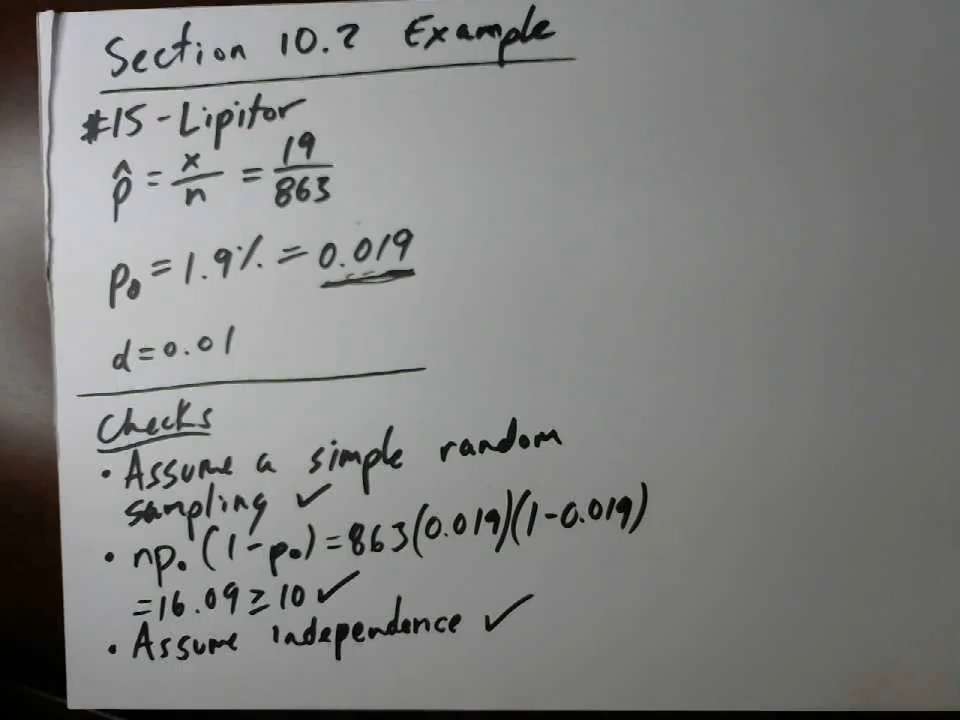 Section 10.2 Example
#15 - Lipitor
p̂ = x/n = 19/863
p₀ = 1.9% = 0.019
d = 0.01
Checks
• Assume a simple random
sampling ✓
• np₀(1-p₀) = 863(0.019)(1-0.019)
= 16.09 ≥ 10 ✓
• Assume independence ✓